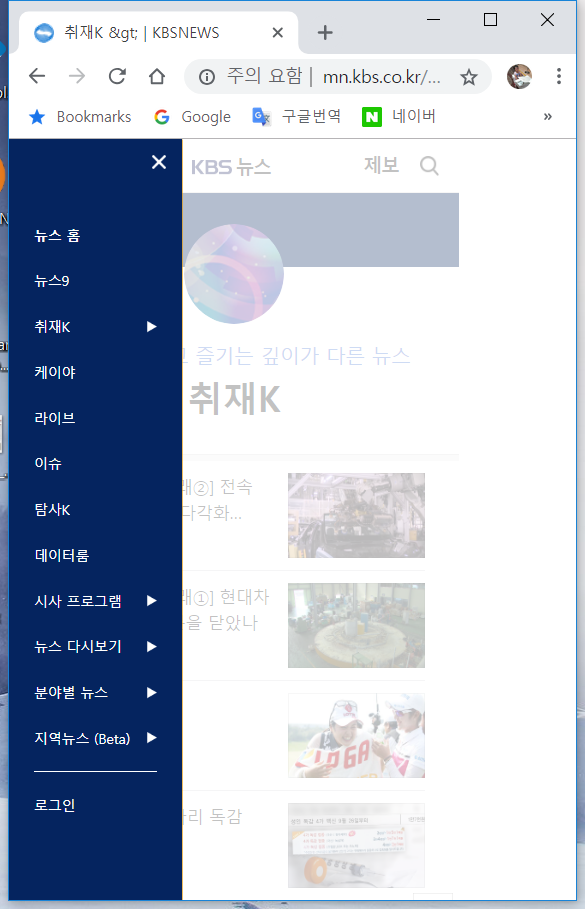 취재K &gt; | KBSNEWS
주의 요함 | mn.kbs.co.kr/...
Bookmarks Google 구글번역 네이버 »
KBS 뉴스 제보
뉴스 홈
뉴스9
취재K
케이야
라이브
이슈
탐사K
데이터룸
시사 프로그램
뉴스 다시보기
분야별 뉴스
지역뉴스 (Beta)
로그인
즐기는 깊이가 다른 뉴스
취재K
②] 전속
다각화...
①] 현대차
을 닫았나
리 독감